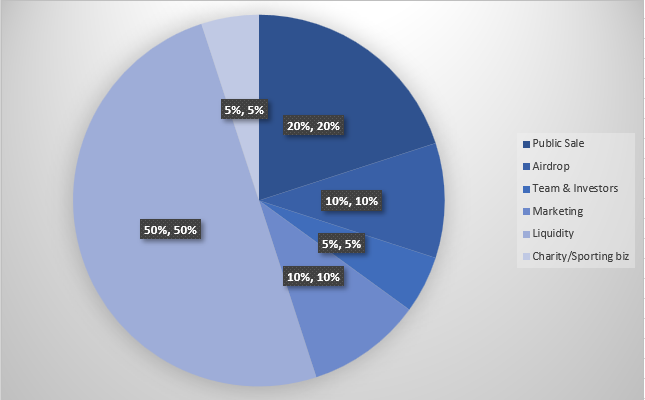 5%, 5%
20%, 20%
10%, 10%
5%, 5%
50%, 50%
10%, 10%
Public Sale
Airdrop
Team & Investors
Marketing
Liquidity
Charity/Sporting biz